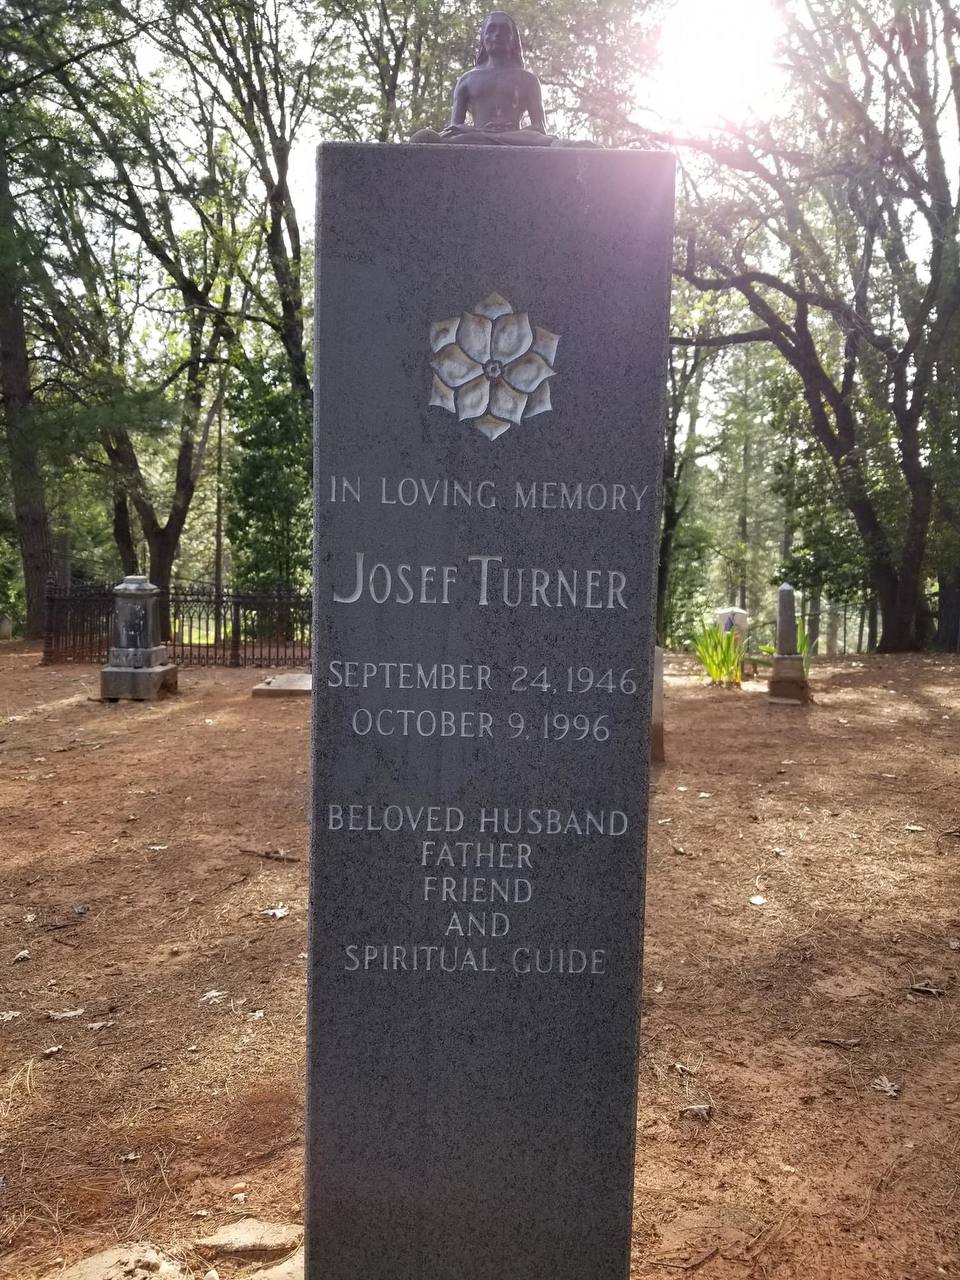 IN LOVING MEMORY
JOSEF TURNER
SEPTEMBER 24, 1946
OCTOBER 9, 1996
BELOVED HUSBAND
FATHER
FRIEND
AND
SPIRITUAL GUIDE